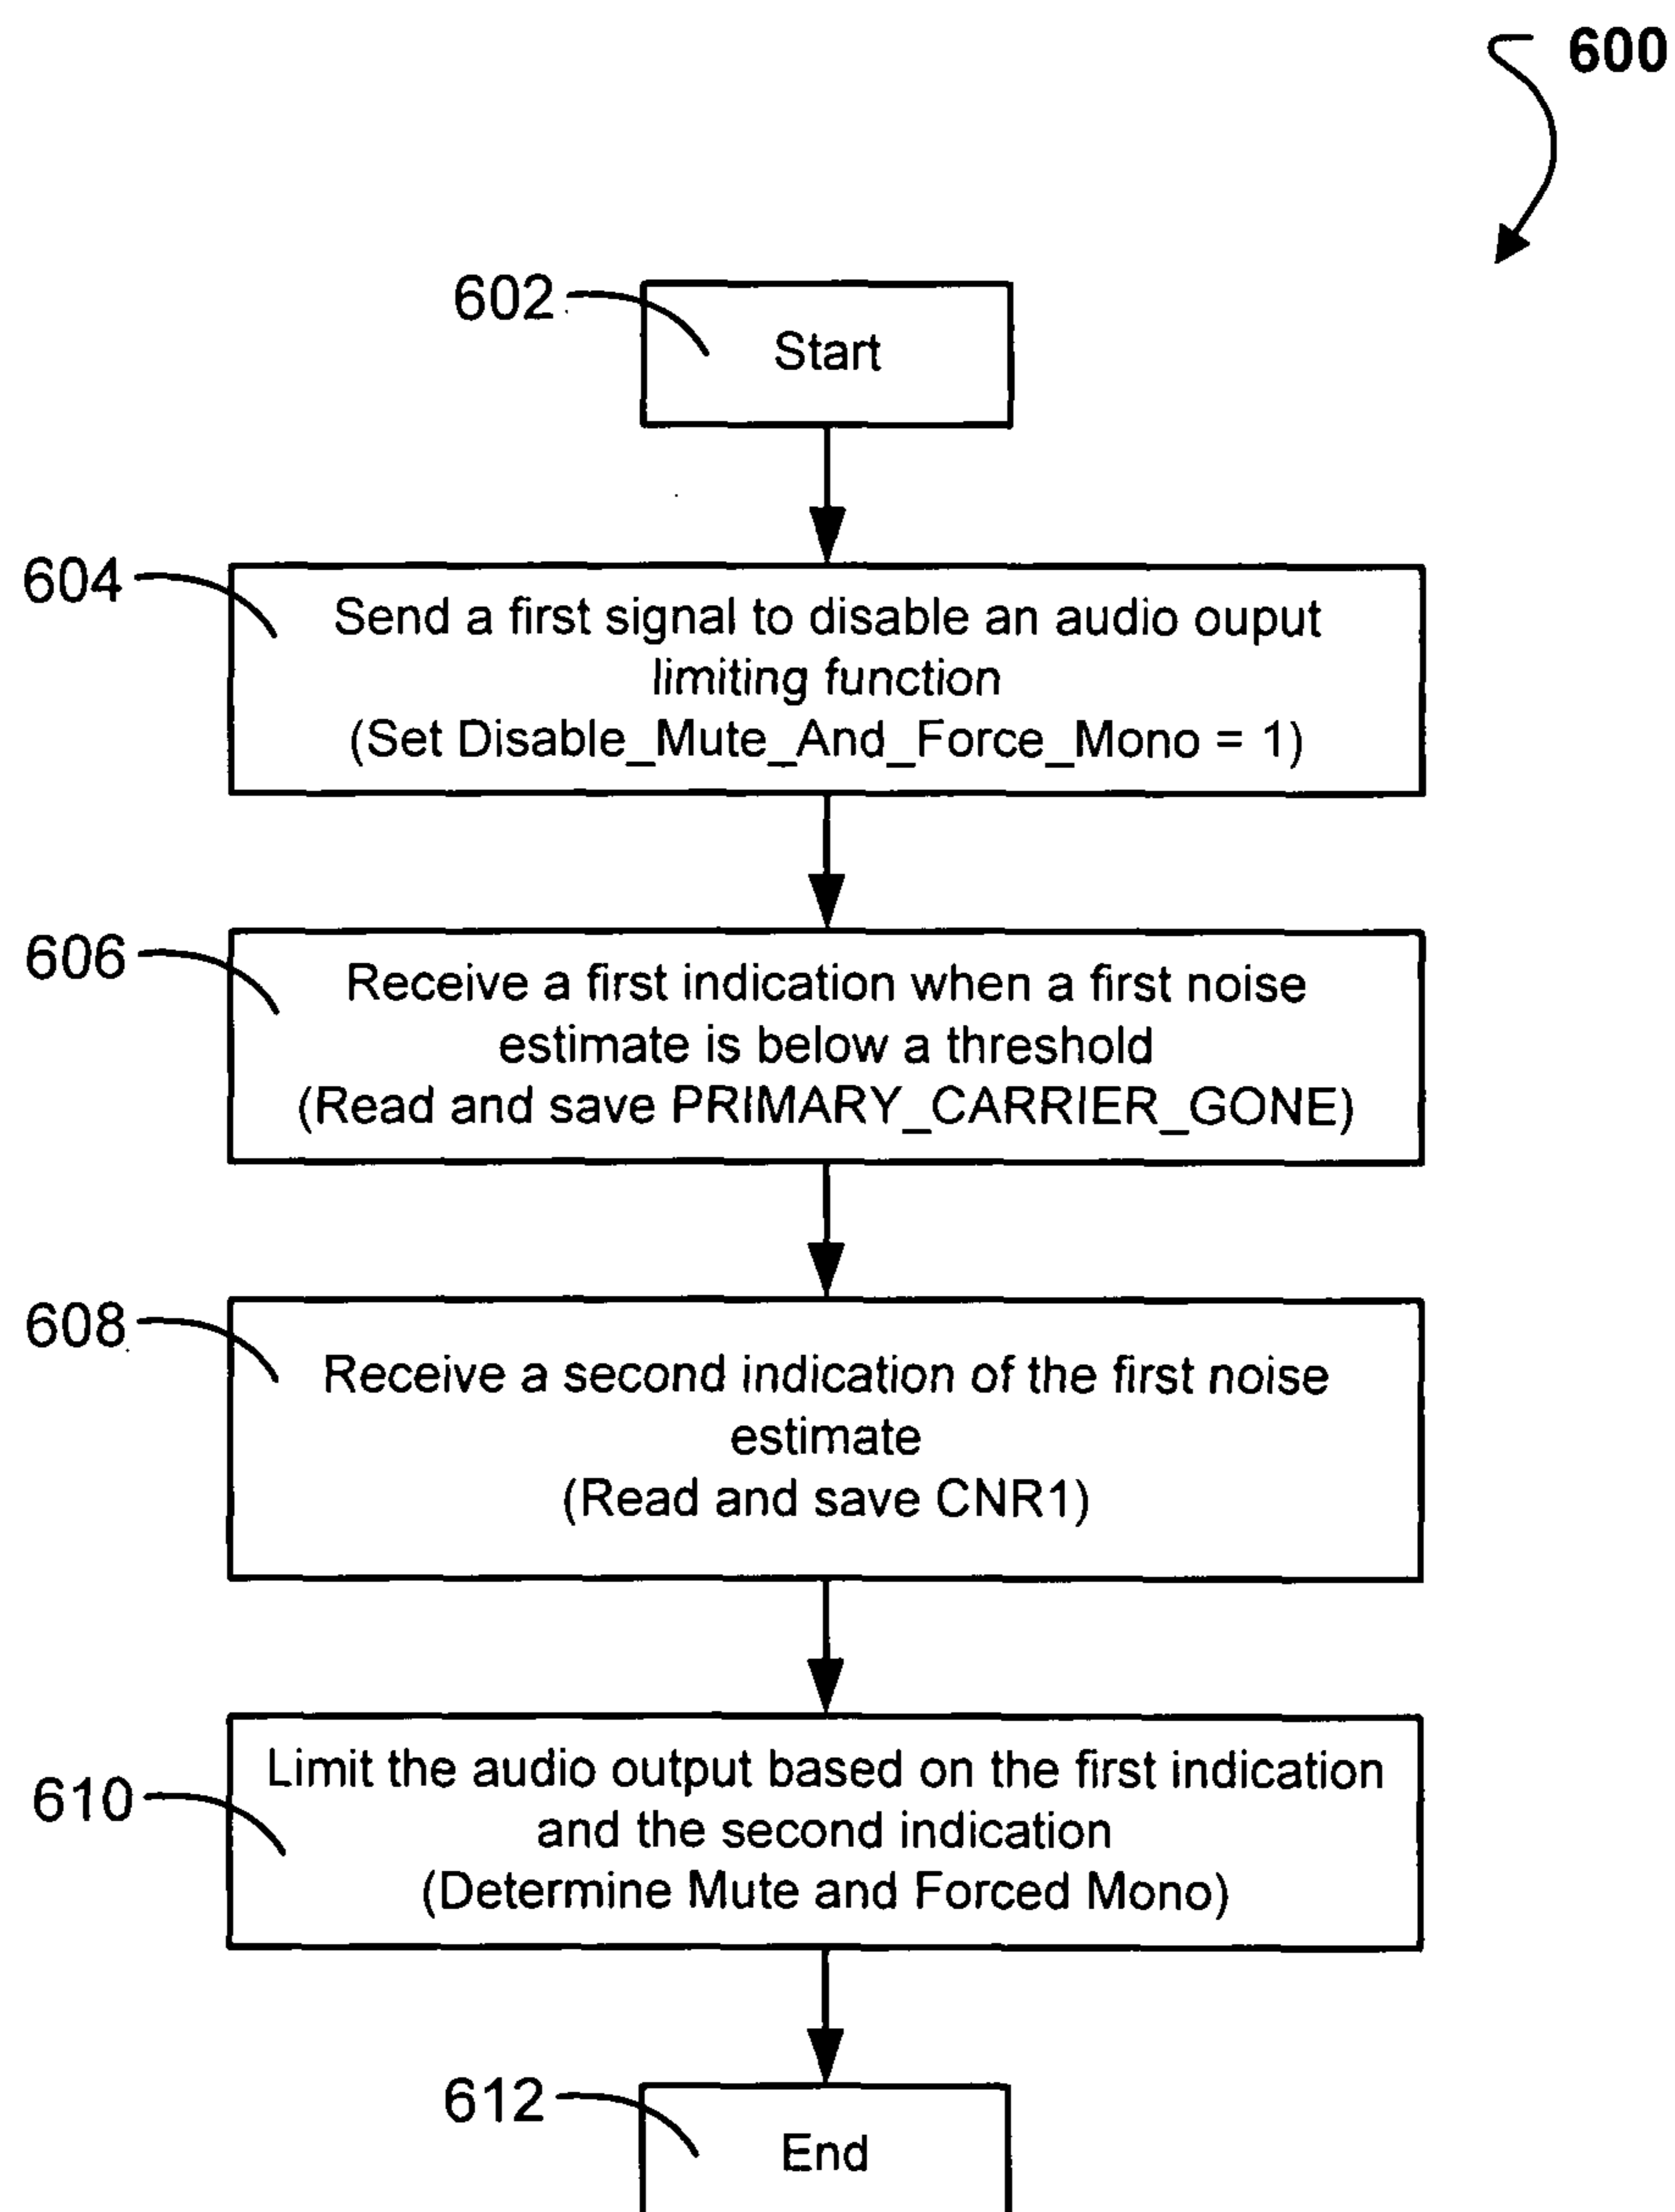 600
602
Start
604
Send a first signal to disable an audio ouput
limiting function
(Set Disable_Mute_And_Force_Mono = 1)
606
Receive a first indication when a first noise
estimate is below a threshold
(Read and save PRIMARY_CARRIER_GONE)
608
Receive a second indication of the first noise
estimate
(Read and save CNR1)
610
Limit the audio output based on the first indication
and the second indication
(Determine Mute and Forced Mono)
612
End